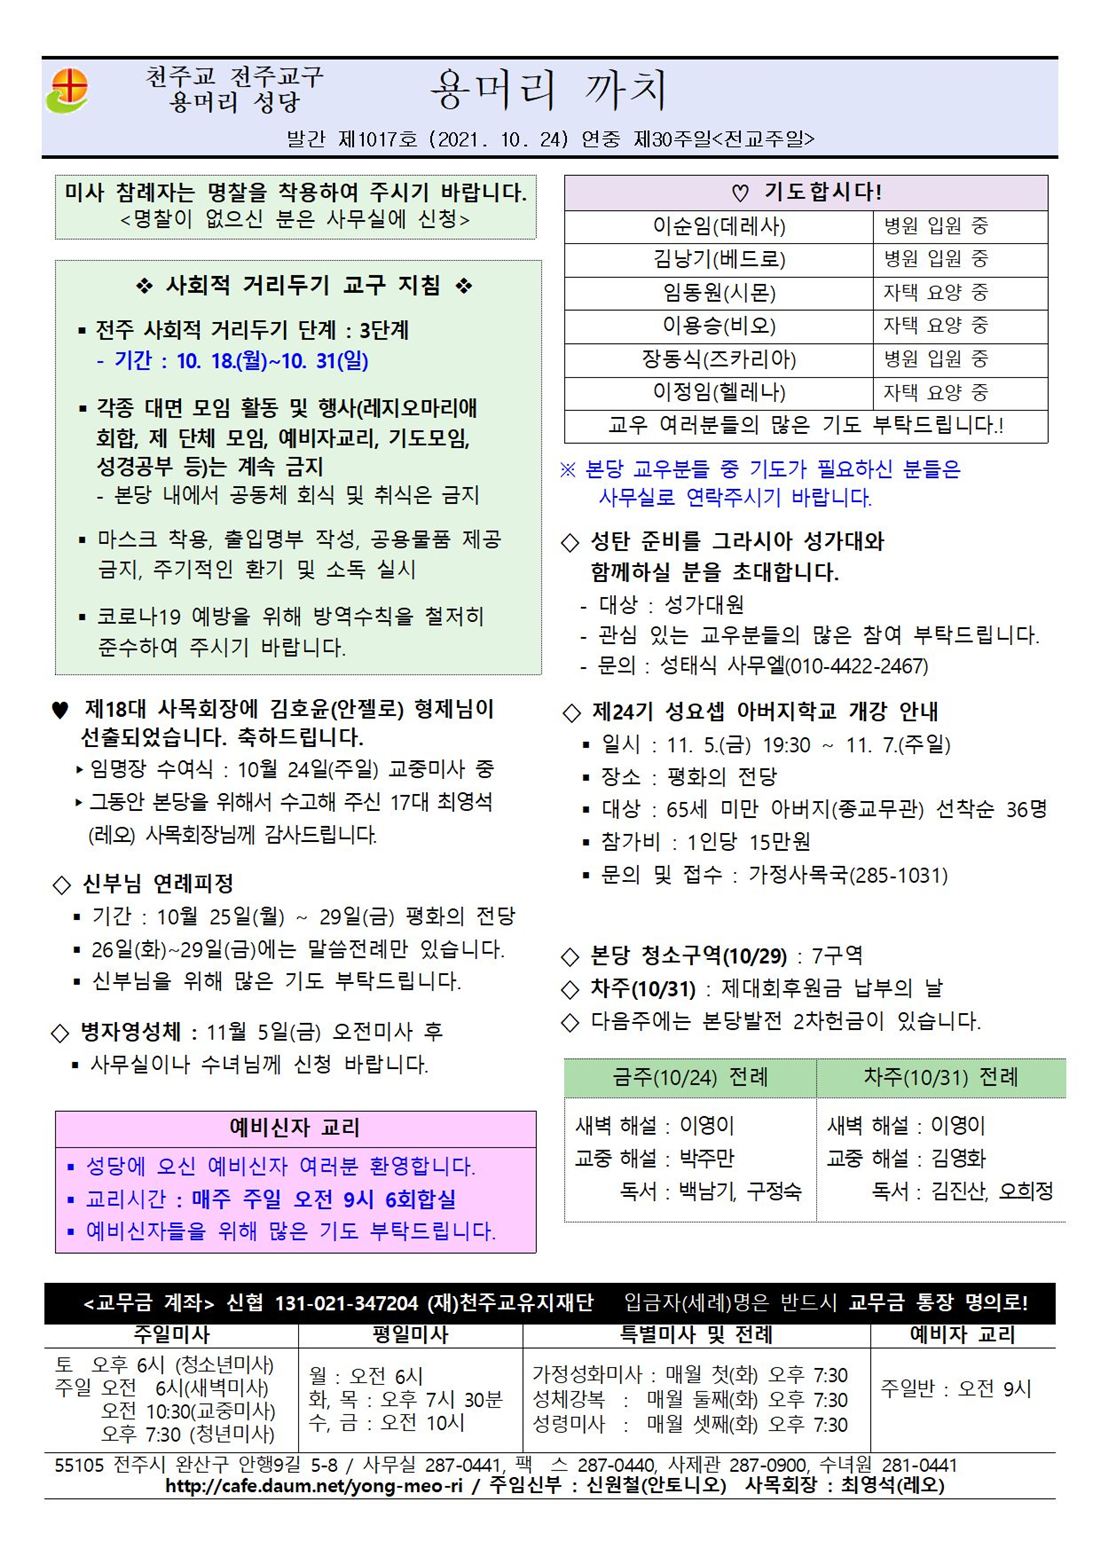 천주교 전주교구
용머리 성당
용머리 까치
발간 제1017호 (2021. 10. 24) 연중 제30주일<전교주일>
미사 참례자는 명찰을 착용하여 주시기 바랍니다.
<명찰이 없으신 분은 사무실에 신청>
❖ 사회적 거리두기 교구 지침 ❖
▪ 전주 사회적 거리두기 단계 : 3단계
- 기간 : 10. 18.(월)~10. 31(일)
▪ 각종 대면 모임 활동 및 행사(레지오마리애
회합, 제 단체 모임, 예비자교리, 기도모임,
성경공부 등)는 계속 금지
- 본당 내에서 공동체 회식 및 취식은 금지
▪ 마스크 착용, 출입명부 작성, 공용물품 제공
금지, 주기적인 환기 및 소독 실시
▪ 코로나19 예방을 위해 방역수칙을 철저히
준수하여 주시기 바랍니다.
♥ 제18대 사목회장에 김호윤(안젤로) 형제님이
선출되었습니다. 축하드립니다.
▸임명장 수여식 : 10월 24일(주일) 교중미사 중
▸그동안 본당을 위해서 수고해 주신 17대 최영석
(레오) 사목회장님께 감사드립니다.
◇ 신부님 연례피정
▪ 기간 : 10월 25일(월) ~ 29일(금) 평화의 전당
▪ 26일(화)~29일(금)에는 말씀전례만 있습니다.
▪ 신부님을 위해 많은 기도 부탁드립니다.
◇ 병자영성체 : 11월 5일(금) 오전미사 후
▪ 사무실이나 수녀님께 신청 바랍니다.
예비신자 교리
▪ 성당에 오신 예비신자 여러분 환영합니다.
▪ 교리시간 : 매주 주일 오전 9시 6회합실
▪ 예비신자들을 위해 많은 기도 부탁드립니다.
♡ 기도합시다!
이순임(데레사) 병원 입원 중
김낭기(베드로) 병원 입원 중
임동원(시몬) 자택 요양 중
이용승(비오) 자택 요양 중
장동식(즈카리아) 병원 입원 중
이정임(헬레나) 자택 요양 중
교우 여러분들의 많은 기도 부탁드립니다.!
※ 본당 교우분들 중 기도가 필요하신 분들은
사무실로 연락주시기 바랍니다.
◇ 성탄 준비를 그라시아 성가대와
함께하실 분을 초대합니다.
- 대상 : 성가대원
- 관심 있는 교우분들의 많은 참여 부탁드립니다.
- 문의 : 성태식 사무엘(010-4422-2467)
◇ 제24기 성요셉 아버지학교 개강 안내
▪ 일시 : 11. 5.(금) 19:30 ~ 11. 7.(주일)
▪ 장소 : 평화의 전당
▪ 대상 : 65세 미만 아버지(종교무관) 선착순 36명
▪ 참가비 : 1인당 15만원
▪ 문의 및 접수 : 가정사목국(285-1031)
◇ 본당 청소구역(10/29) : 7구역
◇ 차주(10/31) : 제대회후원금 납부의 날
◇ 다음주에는 본당발전 2차헌금이 있습니다.
금주(10/24) 전례 차주(10/31) 전례
새벽 해설 : 이영이 새벽 해설 : 이영이
교중 해설 : 박주만 교중 해설 : 김영화
독서 : 백남기, 구정숙 독서 : 김진산, 오희정
<교무금 계좌> 신협 131-021-347204 (재)천주교유지재단 입금자(세례)명은 반드시 교무금 통장 명의로!
주일미사 평일미사 특별미사 및 전례 예비자 교리
토 오후 6시 (청소년미사)
주일 오전 6시(새벽미사)
오전 10:30(교중미사)
오후 7:30 (청년미사)
월 : 오전 6시
화, 목 : 오후 7시 30분
수, 금 : 오전 10시
가정성화미사 : 매월 첫(화) 오후 7:30
성체강복 : 매월 둘째(화) 오후 7:30
성령미사 : 매월 셋째(화) 오후 7:30
주일반 : 오전 9시
55105 전주시 완산구 안행9길 5-8 / 사무실 287-0441, 팩 스 287-0440, 사제관 287-0900, 수녀원 281-0441
http://cafe.daum.net/yong-meo-ri / 주임신부 : 신원철(안토니오) 사목회장 : 최영석(레오)